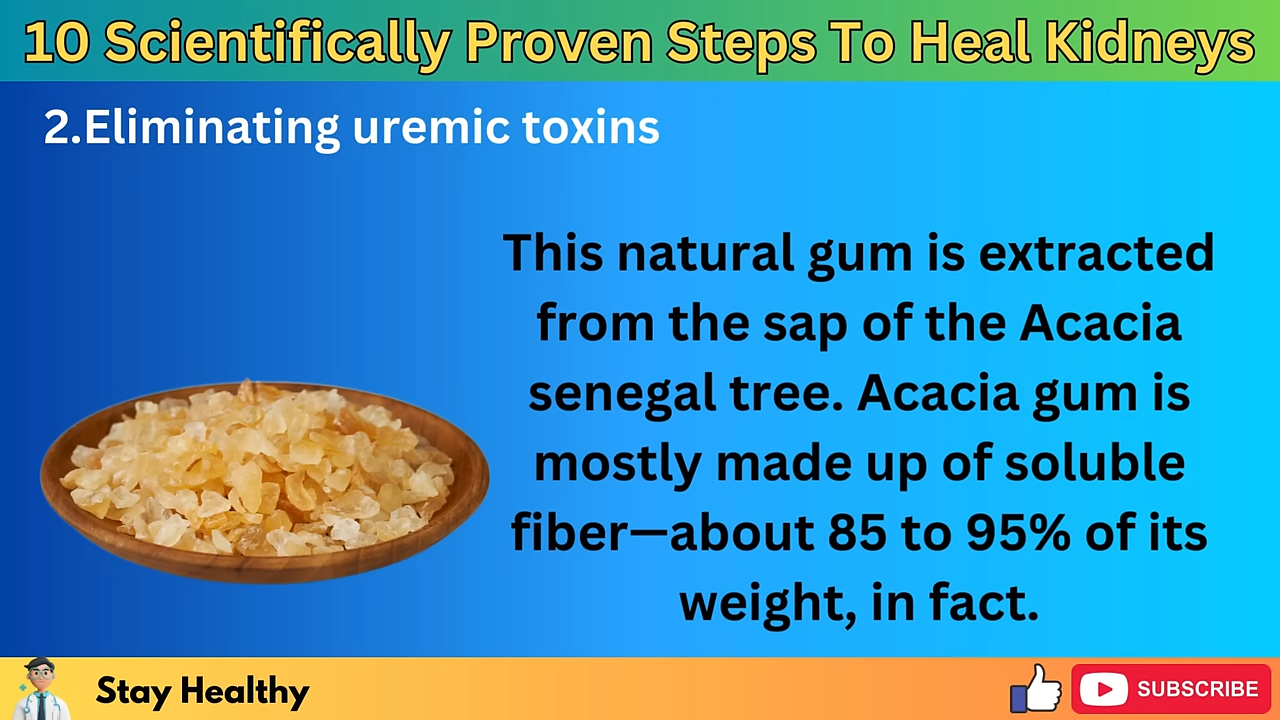 10 Scientifically Proven Steps To Heal Kidneys
2.Eliminating uremic toxins
This natural gum is extracted
from the sap of the Acacia
senegal tree. Acacia gum is
mostly made up of soluble
fiber—about 85 to 95% of its
weight, in fact.
Stay Healthy
SUBSCRIBE